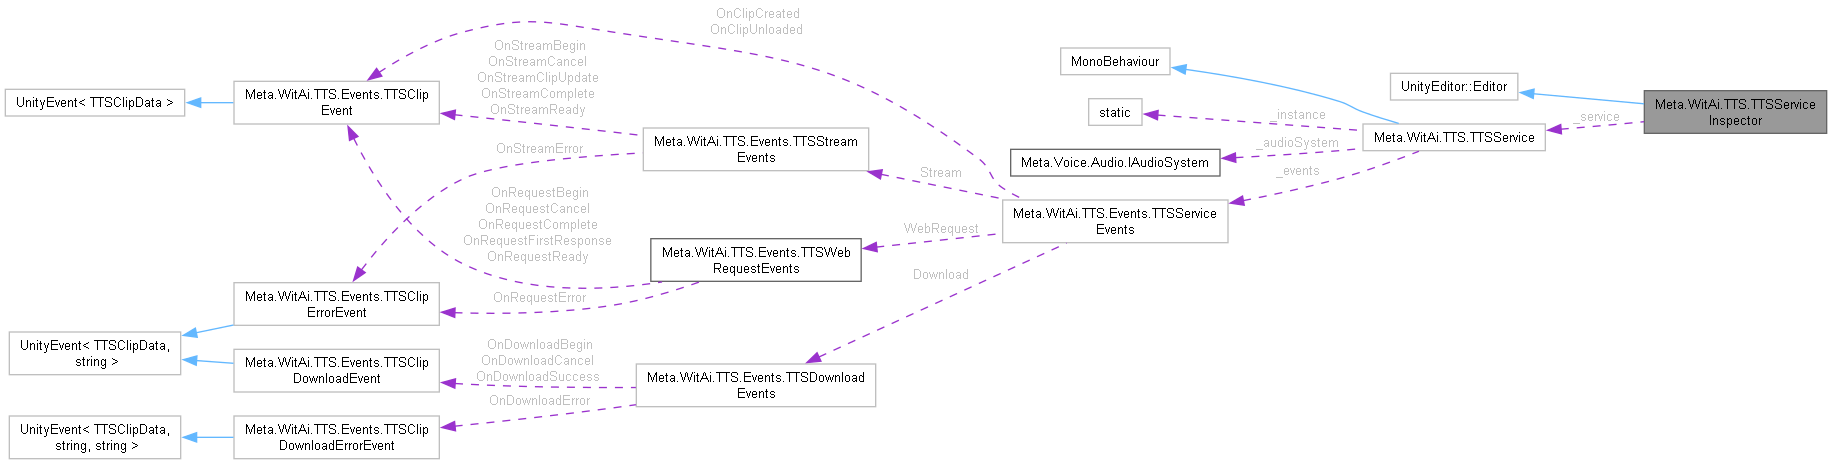 OnClipCreated
OnClipUnloaded
OnStreamBegin
OnStreamCancel
OnStreamClipUpdate
OnStreamComplete
OnStreamReady
MonoBehaviour
UnityEditor::Editor
UnityEvent< TTSClipData >
Meta.WitAi.TTS.Events.TTSClip
Event
static
_instance
_service
Meta.WitAi.TTS.TTSService
Inspector
Meta.WitAi.TTS.TTSService
Meta.WitAi.TTS.Events.TTSStream
Events
OnStreamError
Meta.Voice.Audio.IAudioSystem
_audioSystem
_events
Stream
OnRequestBegin
OnRequestCancel
OnRequestComplete
OnRequestFirstResponse
OnRequestReady
Meta.WitAi.TTS.Events.TTSService
Events
WebRequest
Meta.WitAi.TTS.Events.TTSWeb
RequestEvents
Download
Meta.WitAi.TTS.Events.TTSClip
ErrorEvent
OnRequestError
UnityEvent< TTSClipData,
string >
Meta.WitAi.TTS.Events.TTSClip
DownloadEvent
OnDownloadBegin
OnDownloadCancel
OnDownloadSuccess
Meta.WitAi.TTS.Events.TTSDownload
Events
OnDownloadError
UnityEvent< TTSClipData,
string, string >
Meta.WitAi.TTS.Events.TTSClip
DownloadErrorEvent